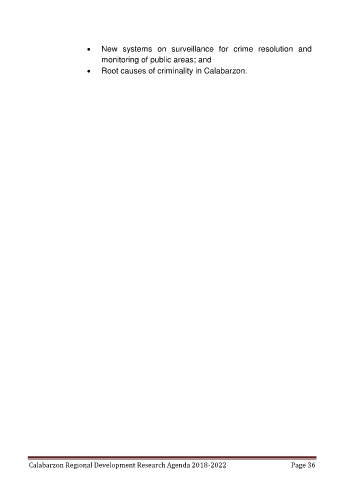 • New systems on surveillance for crime resolution and
monitoring of public areas; and
• Root causes of criminality in Calabarzon.
Calabarzon Regional Development Research Agenda 2018-2022 Page 36